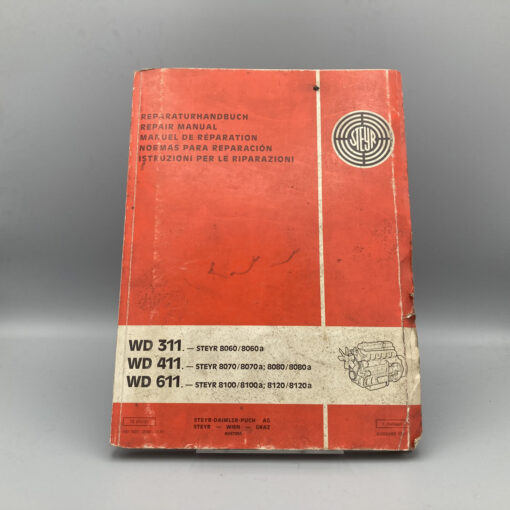 REPARATURHANDBUCH
REPAIR MANUAL
MANUEL DE RÉPARATION
NORMAS PARA REPARACIÓN
ISTRUZIONI PER LE RIPARAZIONI
STEYR
WD 311. — STEYR 8060/8060a
WD 411. — STEYR 8070/8070a; 8080/8080a
WD 611. — STEYR 8100/8100a; 8120/8120a
STEYR-DAIMLER-PUCH AG
STEYR — WIEN — GRAZ
AUSTRIA